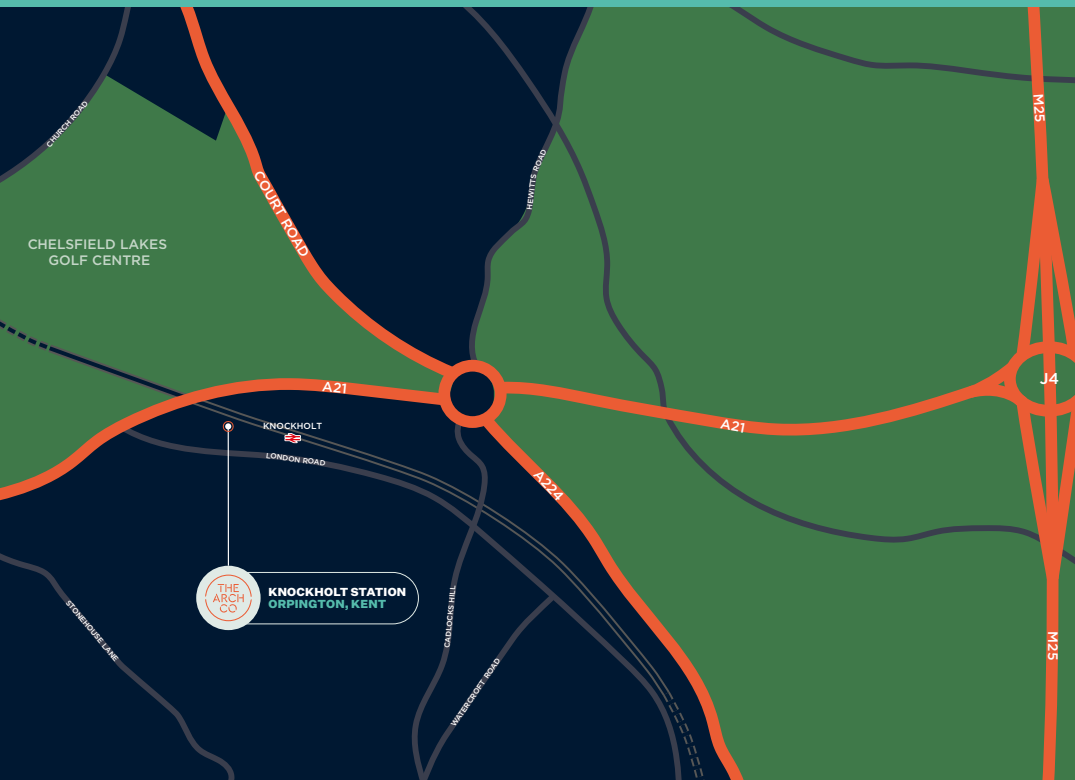 M25
CHURCH ROAD
HEWITTS ROAD
COURT ROAD
CHELSFIELD LAKES
GOLF CENTRE
A21
J4
KNOCKHOLT
A21
LONDON ROAD
A224
THE
ARCH
CO
KNOCKHOLT STATION
ORPINGTON, KENT
CADLOCKS HILL
STONEHOUSE LANE
WATERCROFT ROAD
M25